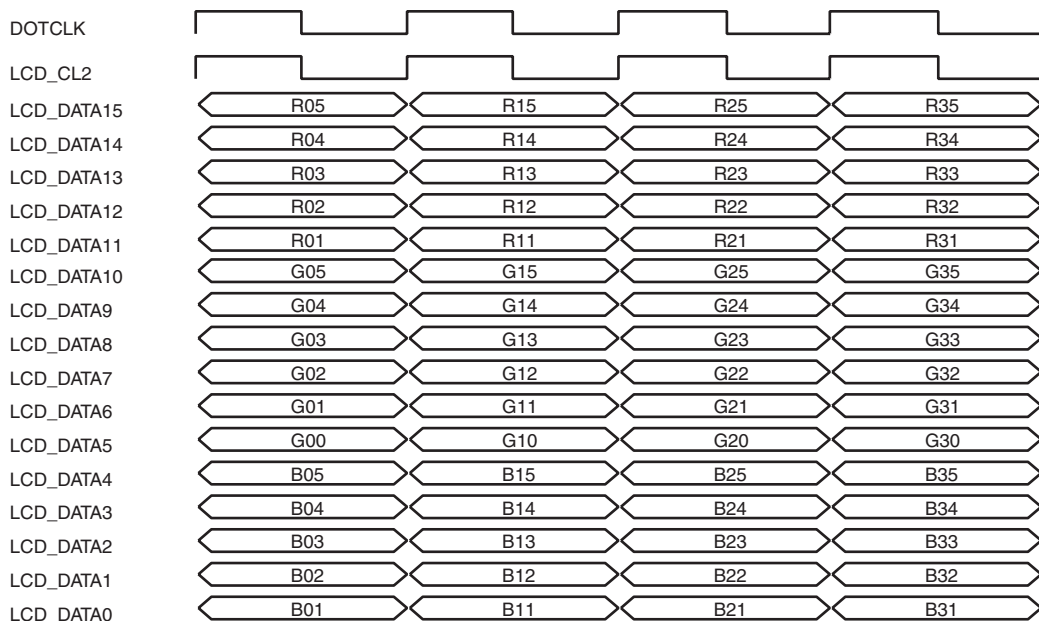 DOTCLK
LCD_CL2
LCD_DATA15 R05 R15 R25 R35
LCD_DATA14 R04 R14 R24 R34
LCD_DATA13 R03 R13 R23 R33
LCD_DATA12 R02 R12 R22 R32
LCD_DATA11 R01 R11 R21 R31
LCD_DATA10 G05 G15 G25 G35
LCD_DATA9 G04 G14 G24 G34
LCD_DATA8 G03 G13 G23 G33
LCD_DATA7 G02 G12 G22 G32
LCD_DATA6 G01 G11 G21 G31
LCD_DATA5 G00 G10 G20 G30
LCD_DATA4 B05 B15 B25 B35
LCD_DATA3 B04 B14 B24 B34
LCD_DATA2 B03 B13 B23 B33
LCD_DATA1 B02 B12 B22 B32
LCD_DATA0 B01 B11 B21 B31